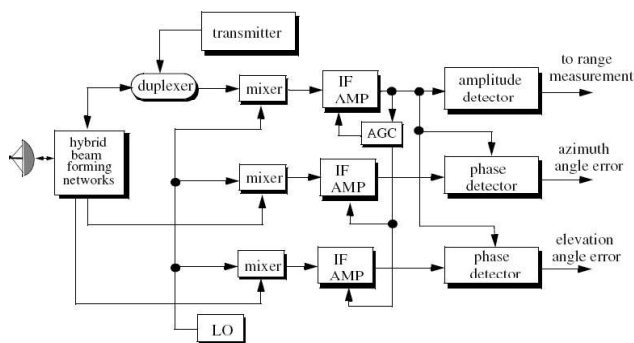 transmitter
to range
measurement
duplexer
mixer
IF
AMP
amplitude
detector
AGC
hybrid
beam
forming
networks
azimuth
angle error
mixer
IF
AMP
phase
detector
elevation
angle error
mixer
IF
AMP
phase
detector
LO